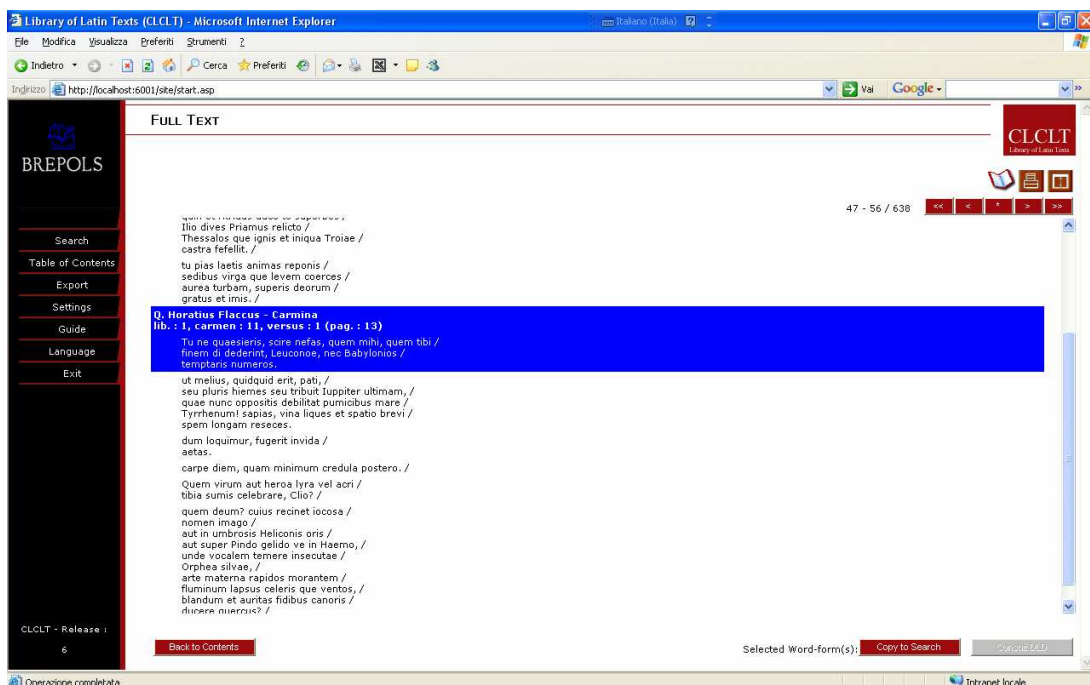 Library of Latin Texts (CLCLT) - Microsoft Internet Explorer
Italiano (Italia)
File Modifica Visualizza Preferiti Strumenti ?
Indietro Cerca Preferiti
Indirizzo http://localhost:6001/site/start.asp Vai Google
FULL TEXT
CLCLT
Library of Latin Texts
BREPOLS
47 - 56 / 638 << < * > >>
Search
Table of Contents
Export
Settings
Guide
Language
Exit
Ilio dives Priamus relicto /
Thessalos que ignis et iniqua Troiae /
castra fefellit. /
tu pias laetis animas reponis /
sedibus virga que levem coerces /
aurea turbam, superis deorum /
gratus et imis. /
Q. Horatius Flaccus - Carmina
lib. : 1, carmen : 11, versus : 1 (pag. : 13)
Tu ne quaesieris, scire nefas, quem mihi, quem tibi /
finem di dederint, Leuconoe, nec Babylonios /
temptaris numeros.
ut melius, quidquid erit, pati, /
seu pluris hiemes seu tribuit Iuppiter ultimam, /
quae nunc oppositis debilitat pumicibus mare /
Tyrrhenum! sapias, vina liques et spatio brevi /
spem longam reseces.
dum loquimur, fugerit invida /
aetas.
carpe diem, quam minimum credula postero. /
Quem virum aut heroa lyra vel acri /
tibia sumis celebrare, Clio? /
quem deum? cuius recinet iocosa /
nomen imago /
aut in umbrosis Heliconis oris /
aut super Pindo gelido ve in Haemo, /
unde vocalem temere insecutae /
Orphea silvae, /
arte materna rapidos morantem /
fluminum lapsus celeris que ventos, /
blandum et auritas fidibus canoris /
ducere quercus? /
CLCLT - Release :
6
Back to Contents
Selected Word-form(s): Copy to Search Consult DLD
Operazione completata Intranet locale